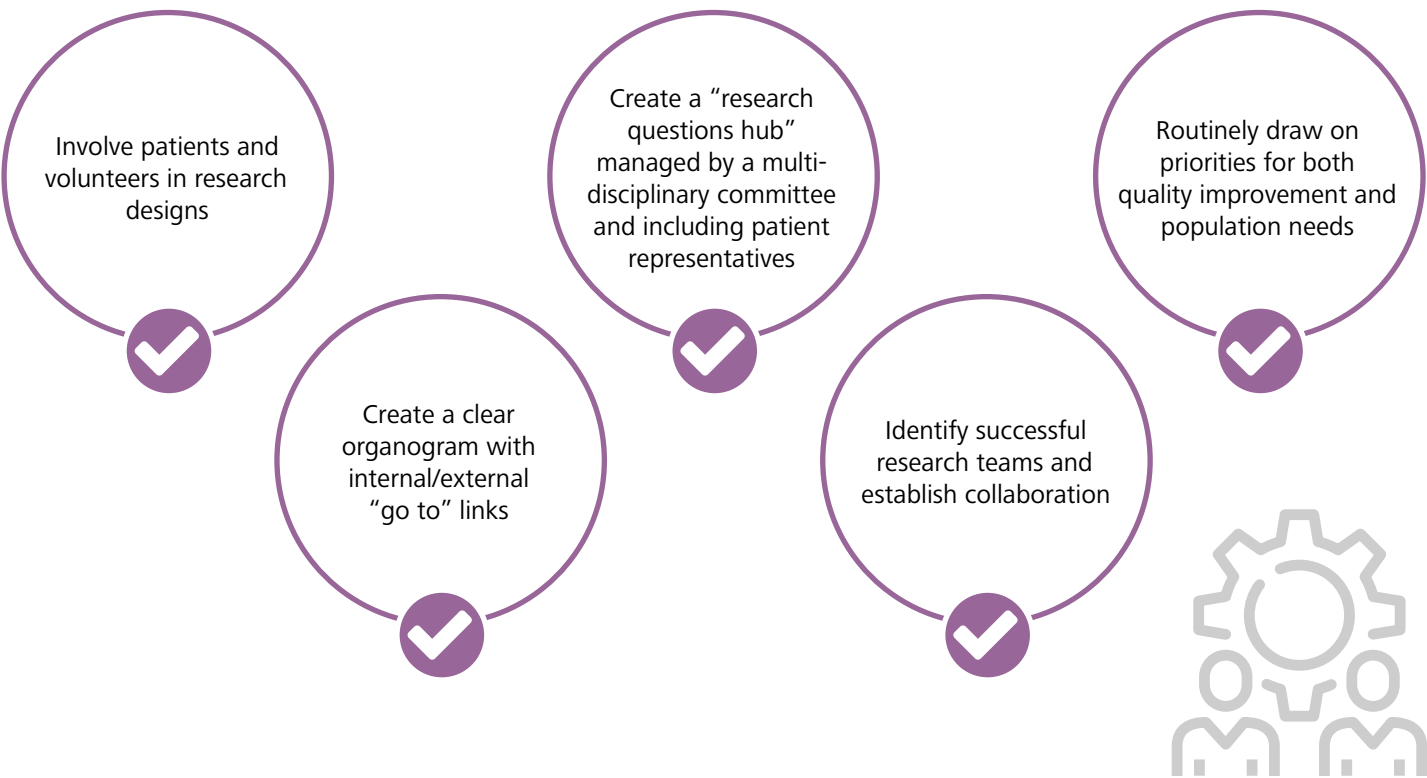 Involve patients and
volunteers in research
designs
Create a clear
organogram with
internal/external
“go to” links
Create a “research
questions hub”
managed by a multi-
disciplinary committee
and including patient
representatives
Identify successful
research teams and
establish collaboration
Routinely draw on
priorities for both
quality improvement and
population needs